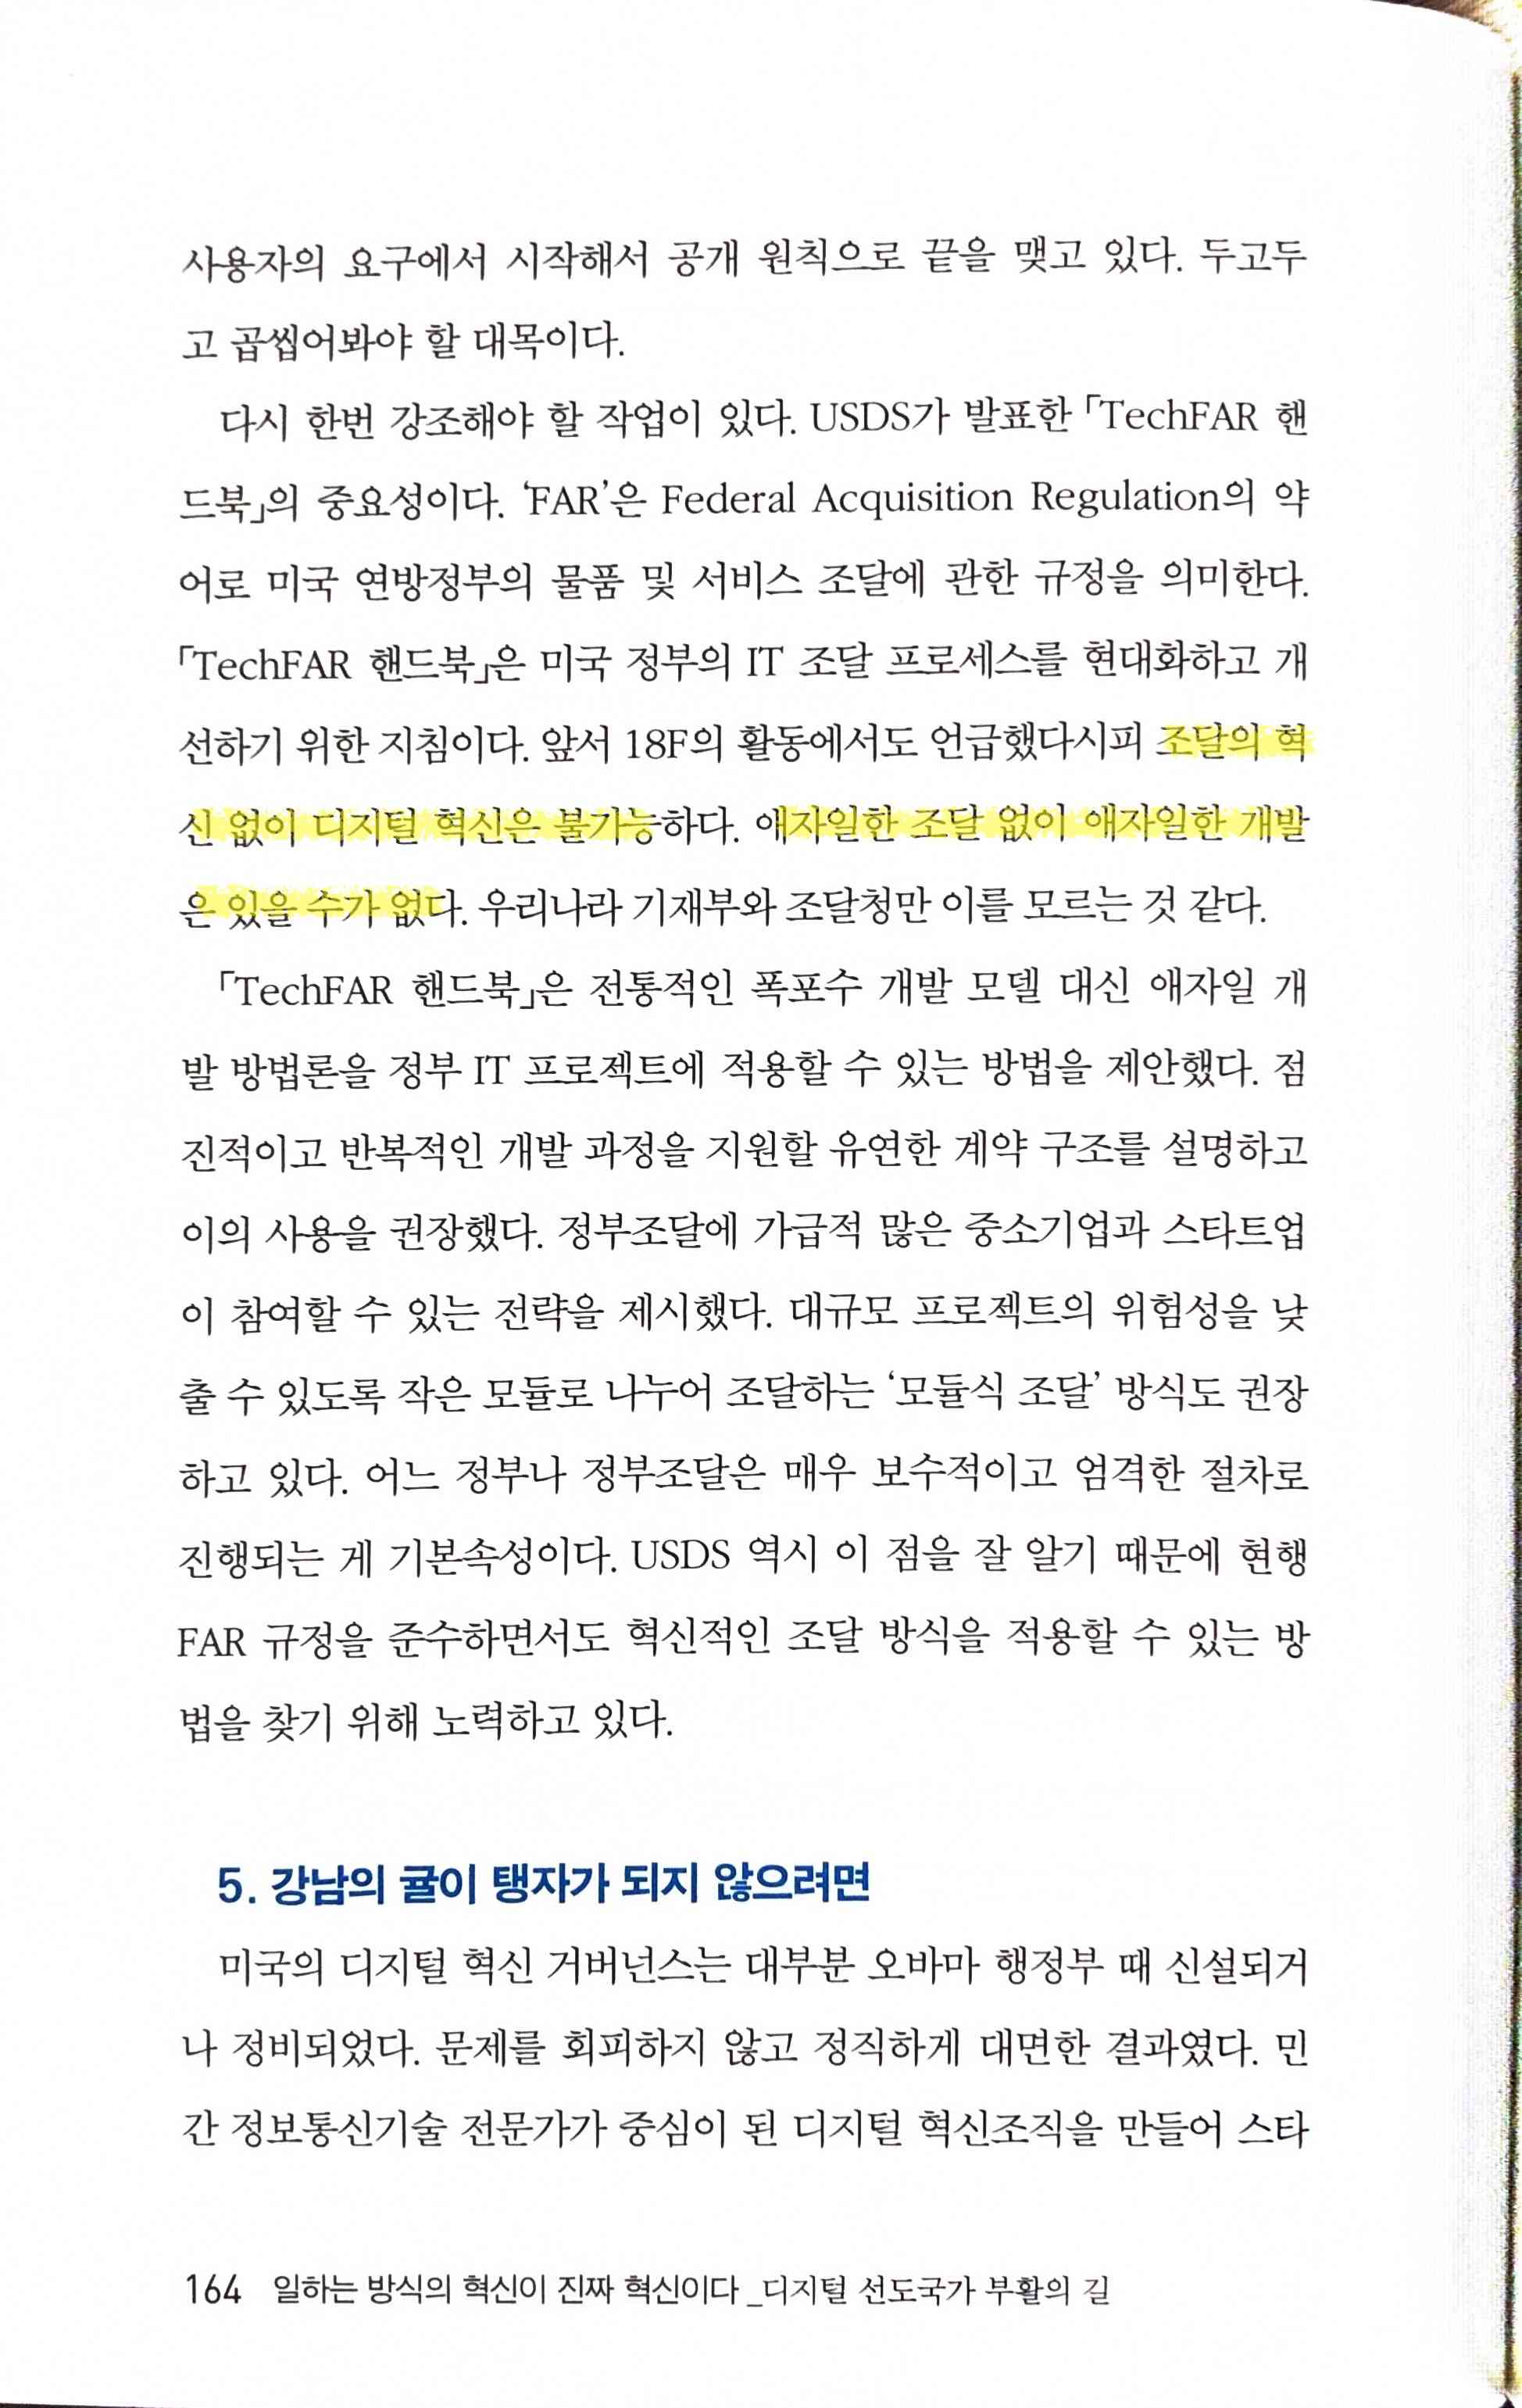 사용자의 요구에서 시작해서 공개 원칙으로 끝을 맺고 있다. 두고두
고 곱씹어봐야 할 대목이다.
다시 한번 강조해야 할 작업이 있다. USDS가 발표한 「TechFAR 핸
드북」의 중요성이다. ‘FAR’은 Federal Acquisition Regulation의 약
어로 미국 연방정부의 물품 및 서비스 조달에 관한 규정을 의미한다.
「TechFAR 핸드북」은 미국 정부의 IT 조달 프로세스를 현대화하고 개
선하기 위한 지침이다. 앞서 18F의 활동에서도 언급했다시피 조달의 혁
신 없이 디지털 혁신은 불가능하다. 애자일한 조달 없이 애자일한 개발
은 있을 수가 없다. 우리나라 기재부와 조달청만 이를 모르는 것 같다.
「TechFAR 핸드북」은 전통적인 폭포수 개발 모델 대신 애자일 개
발 방법론을 정부 IT 프로젝트에 적용할 수 있는 방법을 제안했다. 점
진적이고 반복적인 개발 과정을 지원할 유연한 계약 구조를 설명하고
이의 사용을 권장했다. 정부조달에 가급적 많은 중소기업과 스타트업
이 참여할 수 있는 전략을 제시했다. 대규모 프로젝트의 위험성을 낮
출 수 있도록 작은 모듈로 나누어 조달하는 ‘모듈식 조달’ 방식도 권장
하고 있다. 어느 정부나 정부조달은 매우 보수적이고 엄격한 절차로
진행되는 게 기본속성이다. USDS 역시 이 점을 잘 알기 때문에 현행
FAR 규정을 준수하면서도 혁신적인 조달 방식을 적용할 수 있는 방
법을 찾기 위해 노력하고 있다.
5. 강남의 귤이 탱자가 되지 않으려면
미국의 디지털 혁신 거버넌스는 대부분 오바마 행정부 때 신설되거
나 정비되었다. 문제를 회피하지 않고 정직하게 대면한 결과였다. 민
간 정보통신기술 전문가가 중심이 된 디지털 혁신조직을 만들어 스타
164 일하는 방식의 혁신이 진짜 혁신이다 _디지털 선도국가 부활의 길